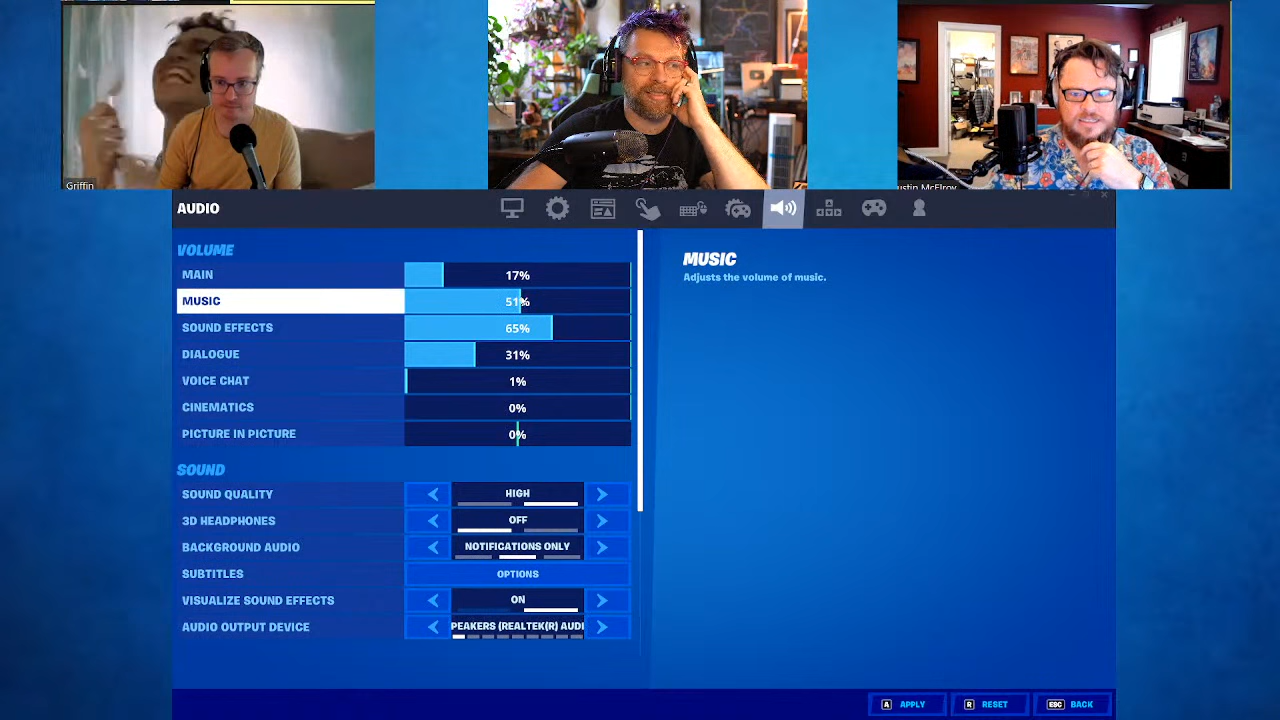 Griffin
ustin McElroy
AUDIO
VOLUME
MAIN 17%
MUSIC 51%
SOUND EFFECTS 65%
DIALOGUE 31%
VOICE CHAT 1%
CINEMATICS 0%
PICTURE IN PICTURE 0%
SOUND
SOUND QUALITY HIGH
3D HEADPHONES OFF
BACKGROUND AUDIO NOTIFICATIONS ONLY
SUBTITLES OPTIONS
VISUALIZE SOUND EFFECTS ON
AUDIO OUTPUT DEVICE PEAKERS (REALTEK(R) AUDI
MUSIC
Adjusts the volume of music.
A APPLY R RESET ESC BACK